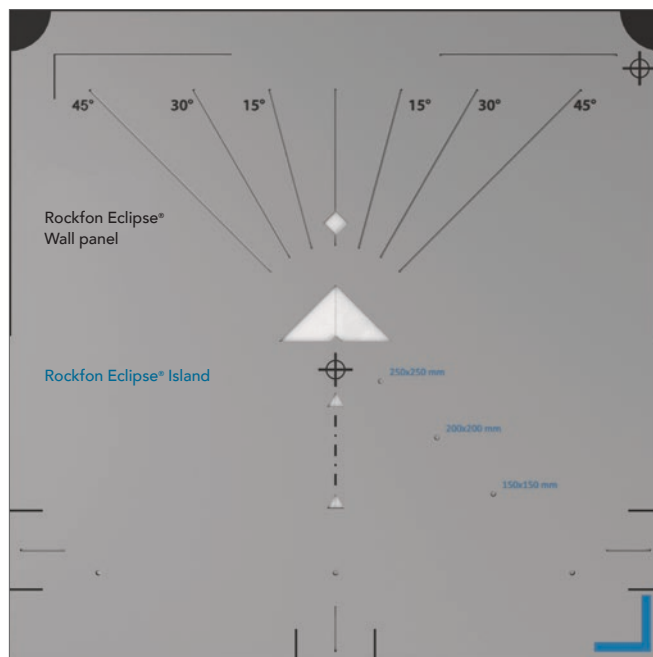 45° 30° 15° 15° 30° 45°
Rockfon Eclipse®
Wall panel
Rockfon Eclipse® Island
250x250 mm
200x200 mm
150x150 mm